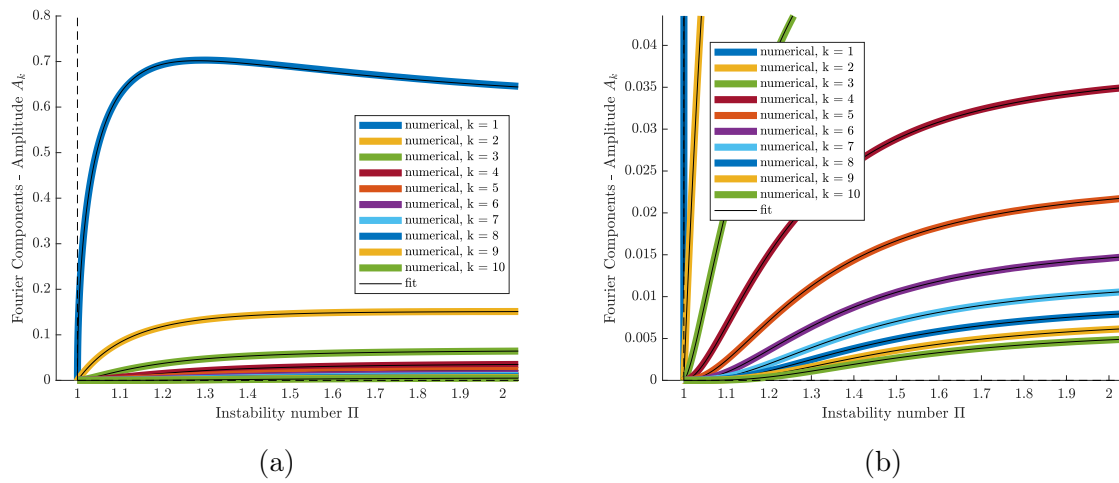 0.8
0.7
0.6
0.5
0.4
0.3
0.2
0.1
0
Fourier Components - Amplitude A_k
numerical, k = 1
numerical, k = 2
numerical, k = 3
numerical, k = 4
numerical, k = 5
numerical, k = 6
numerical, k = 7
numerical, k = 8
numerical, k = 9
numerical, k = 10
fit
1 1.1 1.2 1.3 1.4 1.5 1.6 1.7 1.8 1.9 2
Instability number Π
(a)
0.04
0.035
0.03
0.025
0.02
0.015
0.01
0.005
0
Fourier Components - Amplitude A_k
numerical, k = 1
numerical, k = 2
numerical, k = 3
numerical, k = 4
numerical, k = 5
numerical, k = 6
numerical, k = 7
numerical, k = 8
numerical, k = 9
numerical, k = 10
fit
1 1.1 1.2 1.3 1.4 1.5 1.6 1.7 1.8 1.9 2
Instability number Π
(b)